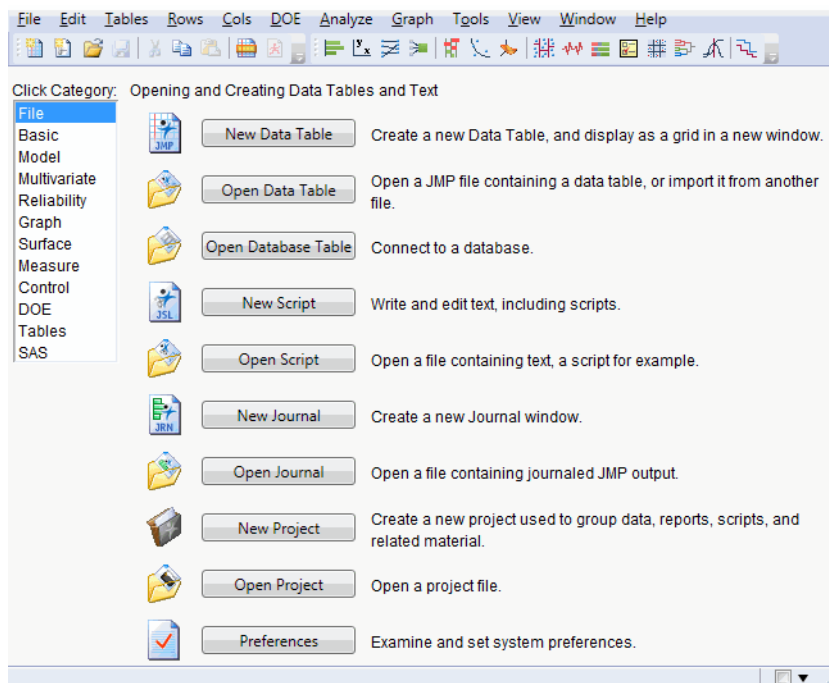 File Edit Tables Rows Cols DOE Analyze Graph Tools View Window Help
Click Category: Opening and Creating Data Tables and Text
File
Basic
Model
Multivariate
Reliability
Graph
Surface
Measure
Control
DOE
Tables
SAS
JMP
New Data Table
Create a new Data Table, and display as a grid in a new window.
Open Data Table
Open a JMP file containing a data table, or import it from another
file.
Open Database Table
Connect to a database.
JSL
New Script
Write and edit text, including scripts.
Open Script
Open a file containing text, a script for example.
JRN
New Journal
Create a new Journal window.
Open Journal
Open a file containing journaled JMP output.
New Project
Create a new project used to group data, reports, scripts, and
related material.
Open Project
Open a project file.
Preferences
Examine and set system preferences.